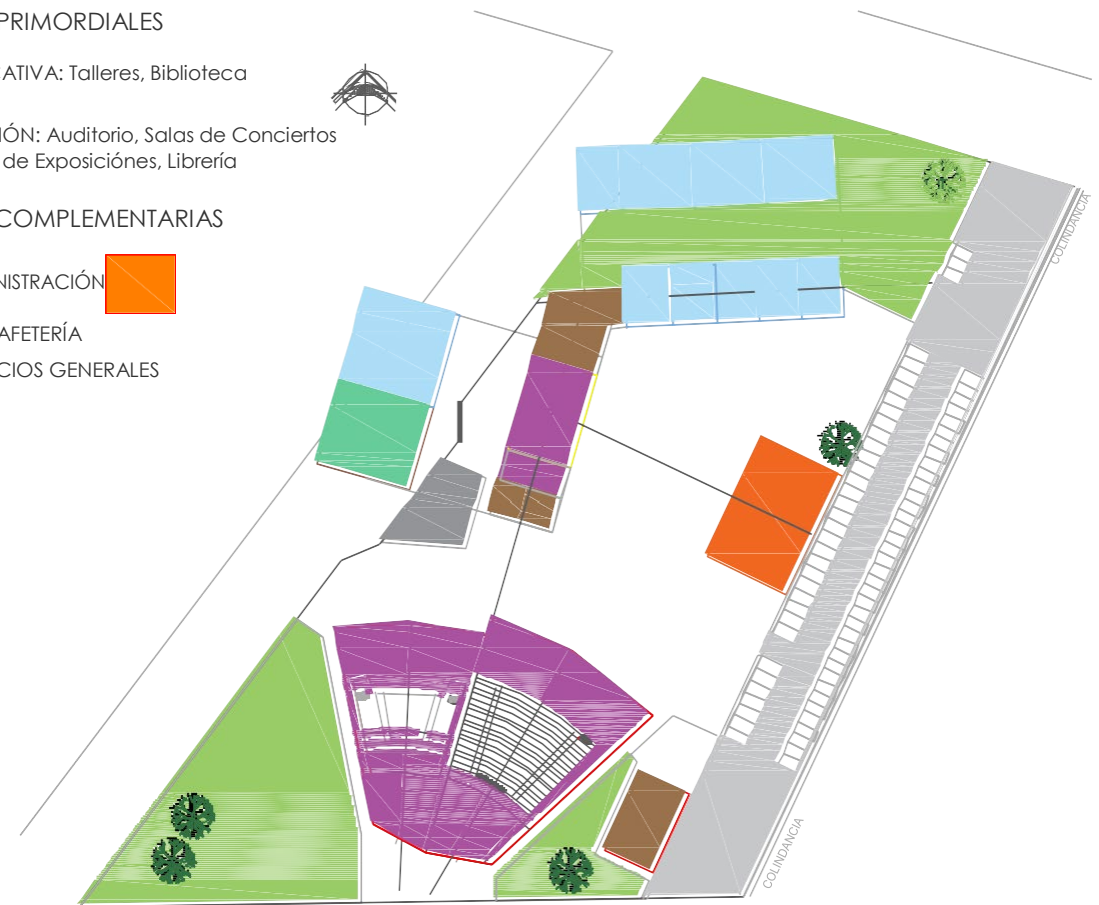 PRIMORDIALES
ATIVA: Talleres, Biblioteca
IÓN: Auditorio, Salas de Conciertos
de Exposiciónes, Librería
COMPLEMENTARIAS
NISTRACIÓN
AFETERÍA
CIOS GENERALES
COLINDANCIA
COLINDANCIA